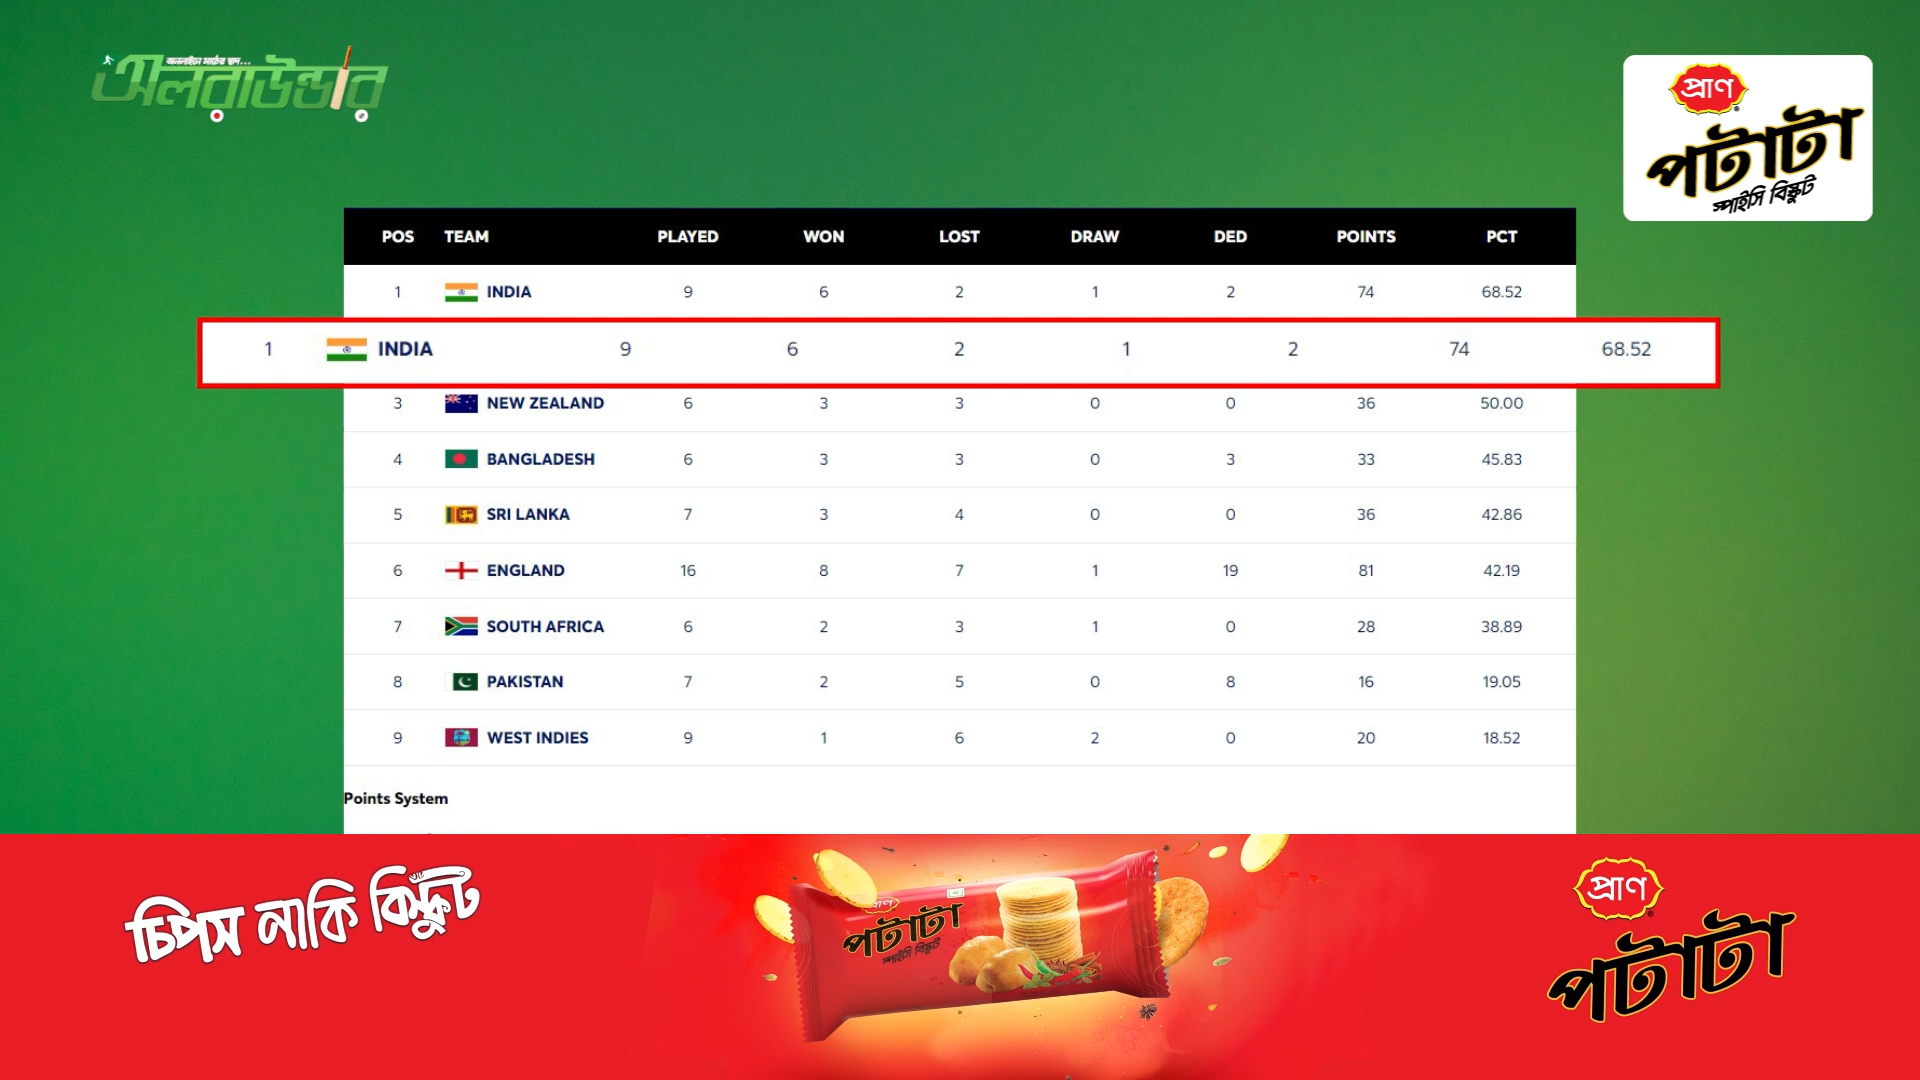 অনলাইনে মাঠের স্বাদ...
অলরাউন্ডার
প্রাণ
পটাটা
স্পাইসি বিস্কুট
POS TEAM PLAYED WON LOST DRAW DED POINTS PCT
1 INDIA 9 6 2 1 2 74 68.52
1 INDIA 9 6 2 1 2 74 68.52
3 NEW ZEALAND 6 3 3 0 0 36 50.00
4 BANGLADESH 6 3 3 0 3 33 45.83
5 SRI LANKA 7 3 4 0 0 36 42.86
6 ENGLAND 16 8 7 1 19 81 42.19
7 SOUTH AFRICA 6 2 3 1 0 28 38.89
8 PAKISTAN 7 2 5 0 8 16 19.05
9 WEST INDIES 9 1 6 2 0 20 18.52
Points System
চিপস নাকি বিস্কুট
প্রাণ
পটাটা
স্পাইসি বিস্কুট
প্রাণ
পটাটা